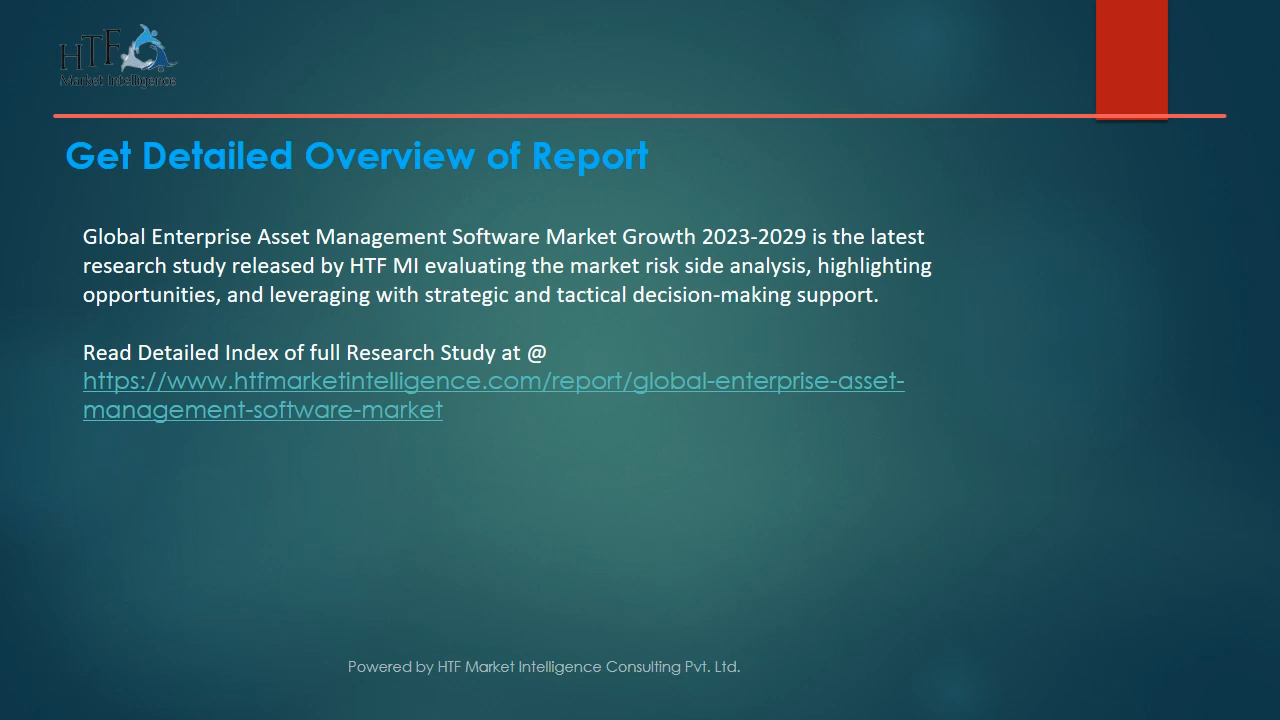 HTF
Market Intelligence
Get Detailed Overview of Report
Global Enterprise Asset Management Software Market Growth 2023-2029 is the latest
research study released by HTF MI evaluating the market risk side analysis, highlighting
opportunities, and leveraging with strategic and tactical decision-making support.
Read Detailed Index of full Research Study at @
https://www.htfmarketintelligence.com/report/global-enterprise-asset-
management-software-market
Powered by HTF Market Intelligence Consulting Pvt. Ltd.